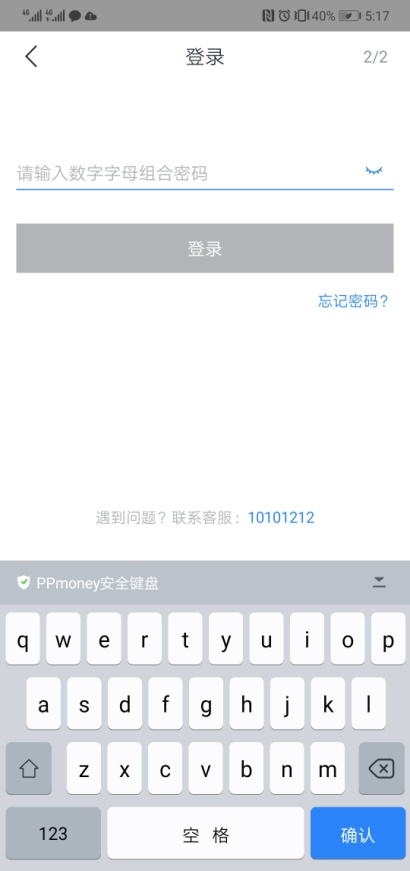 4G 4G 40% 5:17
登录 2/2
请输入数字字母组合密码
登录
忘记密码?
遇到问题?联系客服: 10101212
PPmoney安全键盘
q w e r t y u i o p
a s d f g h j k l
z x c v b n m
123 空 格 确认